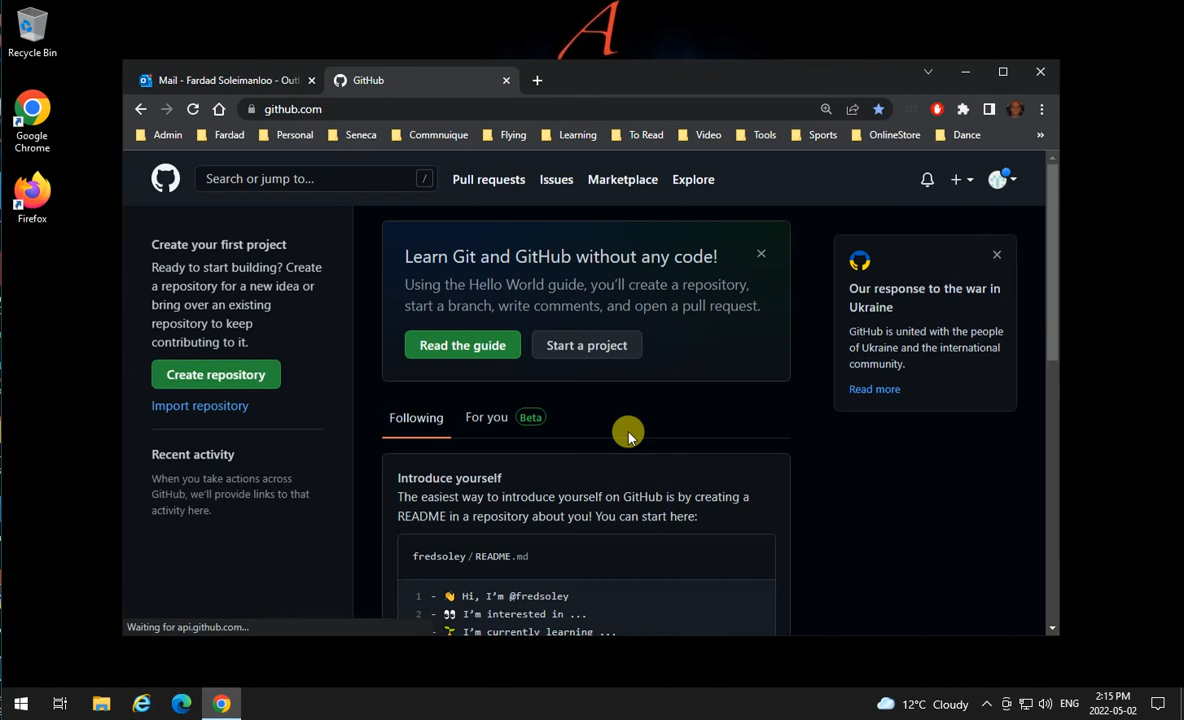 Recycle Bin
Google
Chrome
Firefox
Mail - Fardad Soleimanloo - Outl
GitHub
github.com
Admin
Fardad
Personal
Seneca
Commnuique
Flying
Learning
To Read
Video
Tools
Sports
OnlineStore
Dance
»
Search or jump to...
/
Pull requests
Issues
Marketplace
Explore
Create your first project
Ready to start building? Create
a repository for a new idea or
bring over an existing
repository to keep
contributing to it.
Create repository
Import repository
Recent activity
When you take actions across
GitHub, we'll provide links to that
activity here.
Learn Git and GitHub without any code!
Using the Hello World guide, you'll create a repository,
start a branch, write comments, and open a pull request.
Read the guide
Start a project
Following
For you
Beta
Introduce yourself
The easiest way to introduce yourself on GitHub is by creating a
README in a repository about you! You can start here:
fredsoley / README.md
1 - 👋 Hi, I'm @fredsoley
2 - 👀 I'm interested in ...
- 🌱 I'm currently learning ...
Our response to the war in
Ukraine
GitHub is united with the people
of Ukraine and the international
community.
Read more
Waiting for api.github.com...
12°C Cloudy
ENG
2:15 PM
2022-05-02